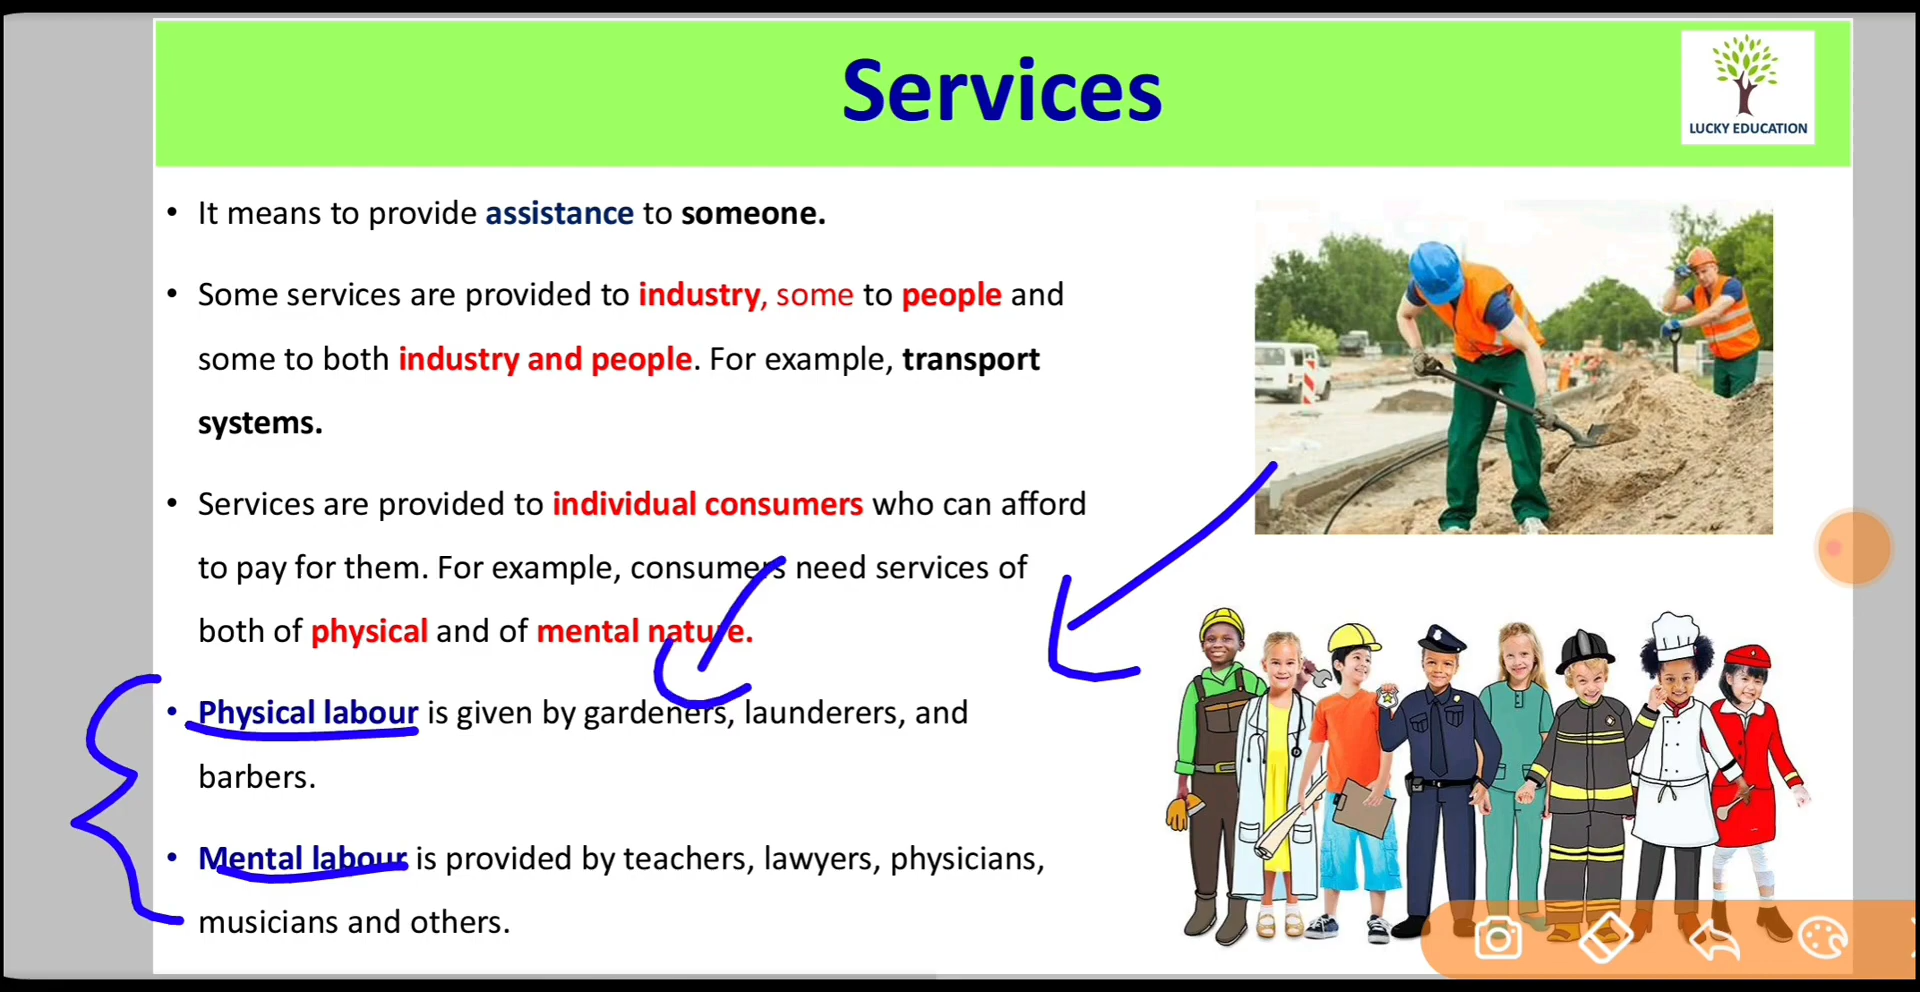 Services
LUCKY EDUCATION
• It means to provide assistance to someone.
• Some services are provided to industry, some to people and
some to both industry and people. For example, transport
systems.
• Services are provided to individual consumers who can afford
to pay for them. For example, consumers need services of
both of physical and of mental nature.
• Physical labour is given by gardeners, launderers, and
barbers.
• Mental labour is provided by teachers, lawyers, physicians,
musicians and others.